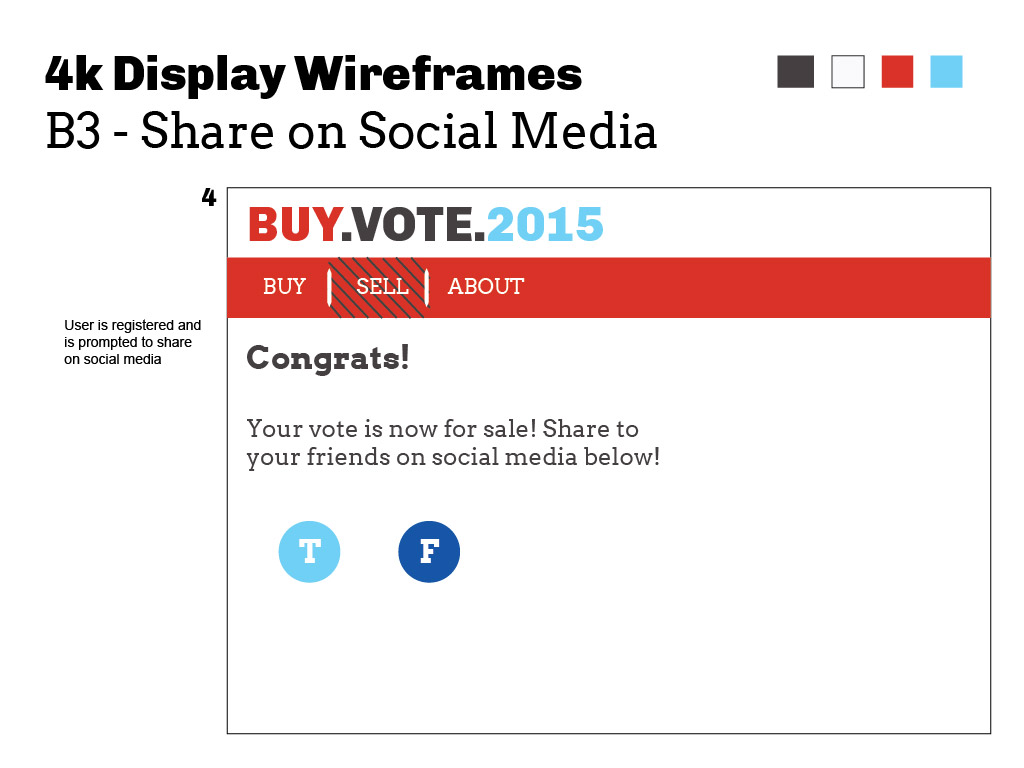 4k Display Wireframes
B3 - Share on Social Media
4
BUY.VOTE.2015
BUY SELL ABOUT
User is registered and
is prompted to share
on social media
Congrats!
Your vote is now for sale! Share to
your friends on social media below!
T F